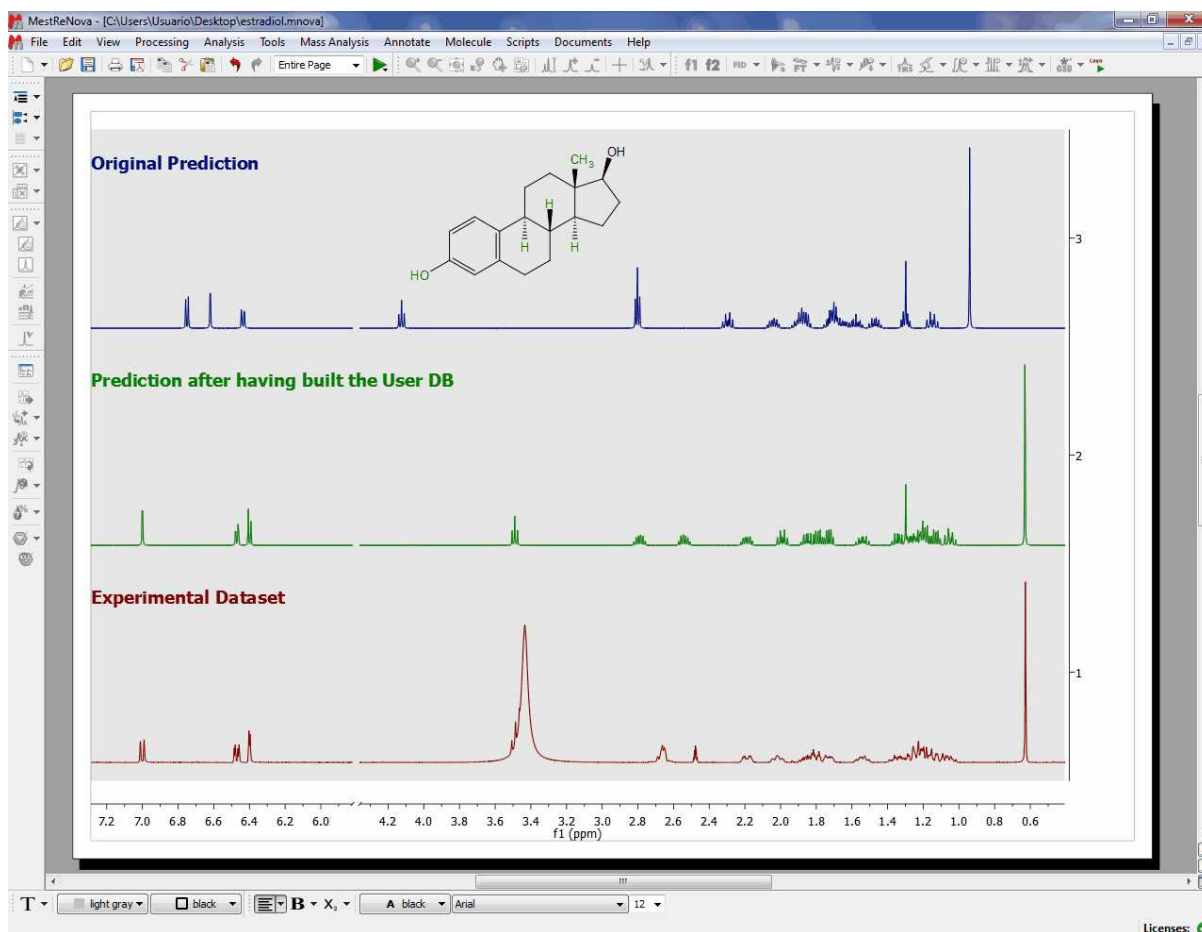 MestReNova - [C:\Users\Usuario\Desktop\estradiol.mnova]
File Edit View Processing Analysis Tools Mass Analysis Annotate Molecule Scripts Documents Help
Entire Page f1 f2
Original Prediction
CH3 OH
H
H H
HO
3
Prediction after having built the User DB
2
Experimental Dataset
1
7.2 7.0 6.8 6.6 6.4 6.2 6.0 4.2 4.0 3.8 3.6 3.4 3.2 3.0 2.8 2.6 2.4 2.2 2.0 1.8 1.6 1.4 1.2 1.0 0.8 0.6
f1 (ppm)
T light gray black B X2 A black Arial 12
Licenses: